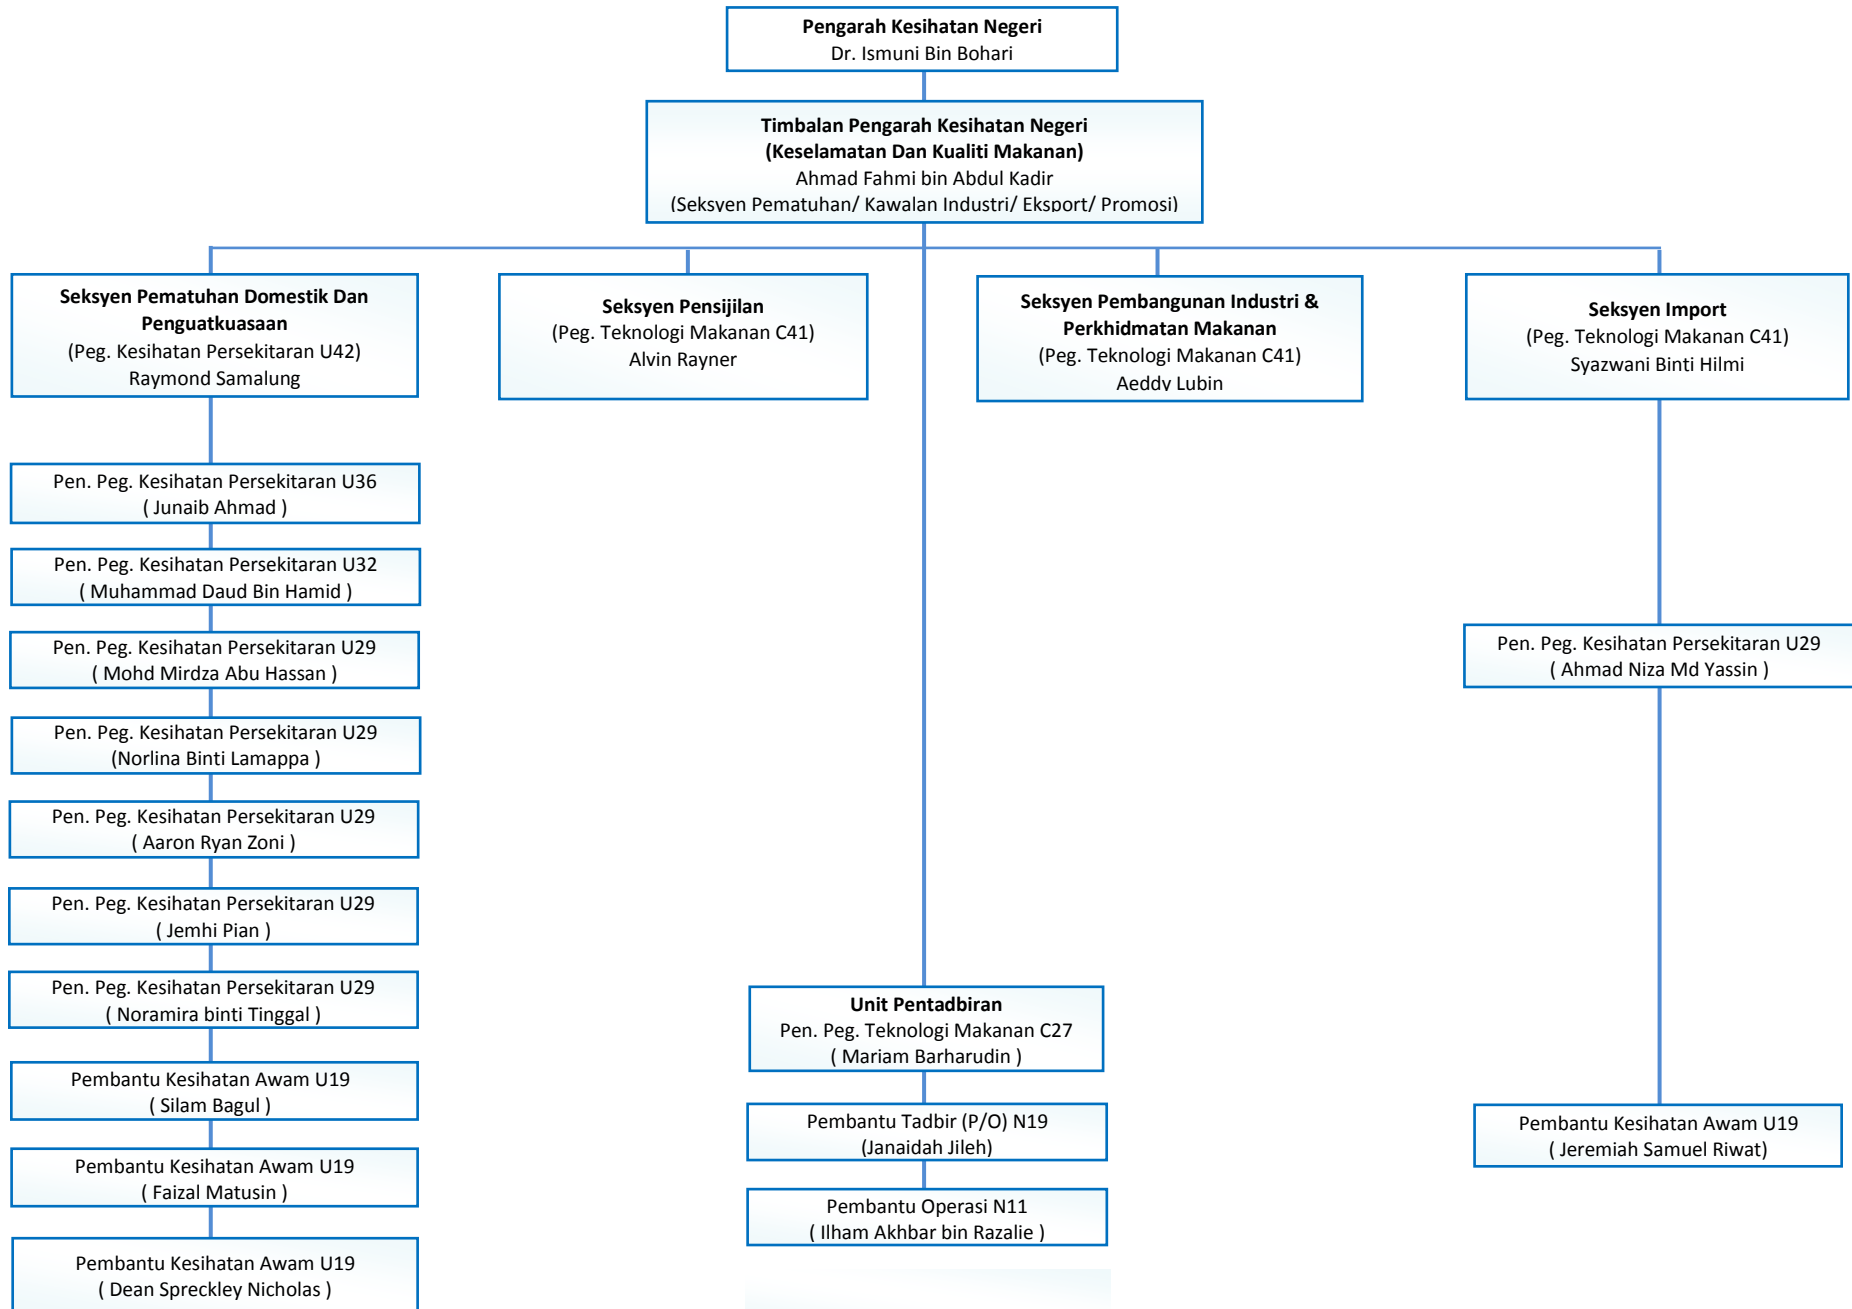 Pengarah Kesihatan Negeri
Dr. Ismuni Bin Bohari
Timbalan Pengarah Kesihatan Negeri
(Keselamatan Dan Kualiti Makanan)
Ahmad Fahmi bin Abdul Kadir
(Seksyen Pematuhan/ Kawalan Industri/ Eksport/ Promosi)
Seksyen Pematuhan Domestik Dan
Penguatkuasaan
(Peg. Kesihatan Persekitaran U42)
Raymond Samalung
Seksyen Pensijilan
(Peg. Teknologi Makanan C41)
Alvin Rayner
Seksyen Pembangunan Industri &
Perkhidmatan Makanan
(Peg. Teknologi Makanan C41)
Aeddy Lubin
Seksyen Import
(Peg. Teknologi Makanan C41)
Syazwani Binti Hilmi
Pen. Peg. Kesihatan Persekitaran U36
( Junaib Ahmad )
Pen. Peg. Kesihatan Persekitaran U32
( Muhammad Daud Bin Hamid )
Pen. Peg. Kesihatan Persekitaran U29
( Mohd Mirdza Abu Hassan )
Pen. Peg. Kesihatan Persekitaran U29
(Norlina Binti Lamappa )
Pen. Peg. Kesihatan Persekitaran U29
( Aaron Ryan Zoni )
Pen. Peg. Kesihatan Persekitaran U29
( Jemhi Pian )
Pen. Peg. Kesihatan Persekitaran U29
( Noramira binti Tinggal )
Pembantu Kesihatan Awam U19
( Silam Bagul )
Pembantu Kesihatan Awam U19
( Faizal Matusin )
Pembantu Kesihatan Awam U19
( Dean Spreckley Nicholas )
Unit Pentadbiran
Pen. Peg. Teknologi Makanan C27
( Mariam Barharudin )
Pembantu Tadbir (P/O) N19
(Janaidah Jileh)
Pembantu Operasi N11
( Ilham Akhbar bin Razalie )
Pen. Peg. Kesihatan Persekitaran U29
( Ahmad Niza Md Yassin )
Pembantu Kesihatan Awam U19
( Jeremiah Samuel Riwat)